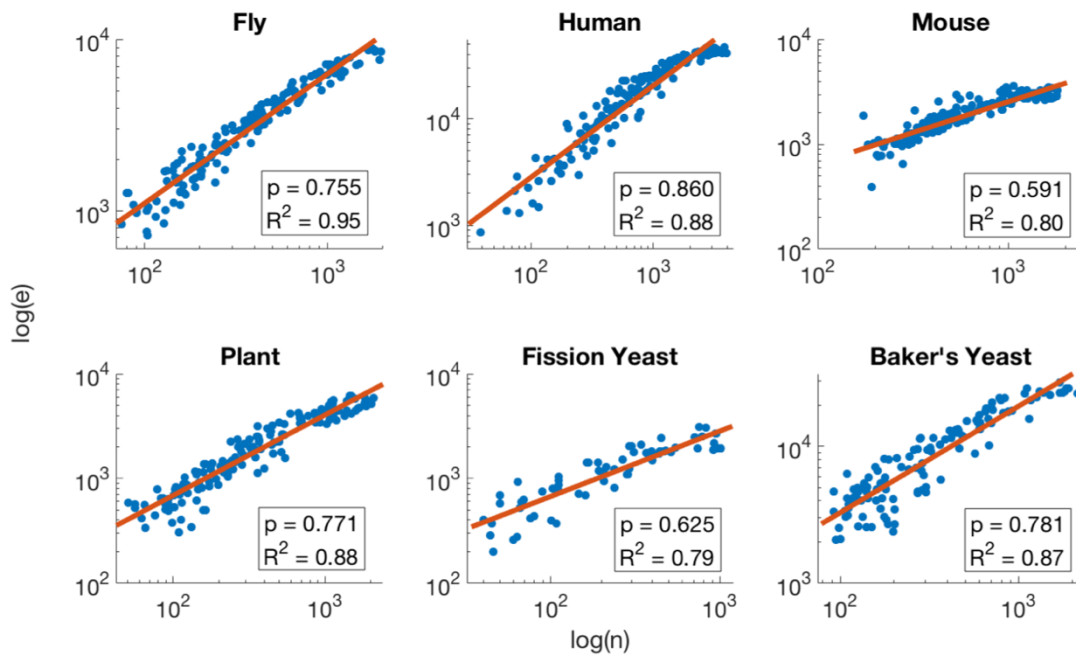 Fly
10^4
10^3
p = 0.755
R^2 = 0.95
10^2
10^3
Human
10^4
10^3
p = 0.860
R^2 = 0.88
10^2
10^3
Mouse
10^4
10^3
10^2
p = 0.591
R^2 = 0.80
10^2
10^3
log(e)
Plant
10^4
10^3
10^2
p = 0.771
R^2 = 0.88
10^2
10^3
Fission Yeast
10^4
10^3
10^2
p = 0.625
R^2 = 0.79
10^2
10^3
Baker's Yeast
10^4
10^3
p = 0.781
R^2 = 0.87
10^2
10^3
log(n)